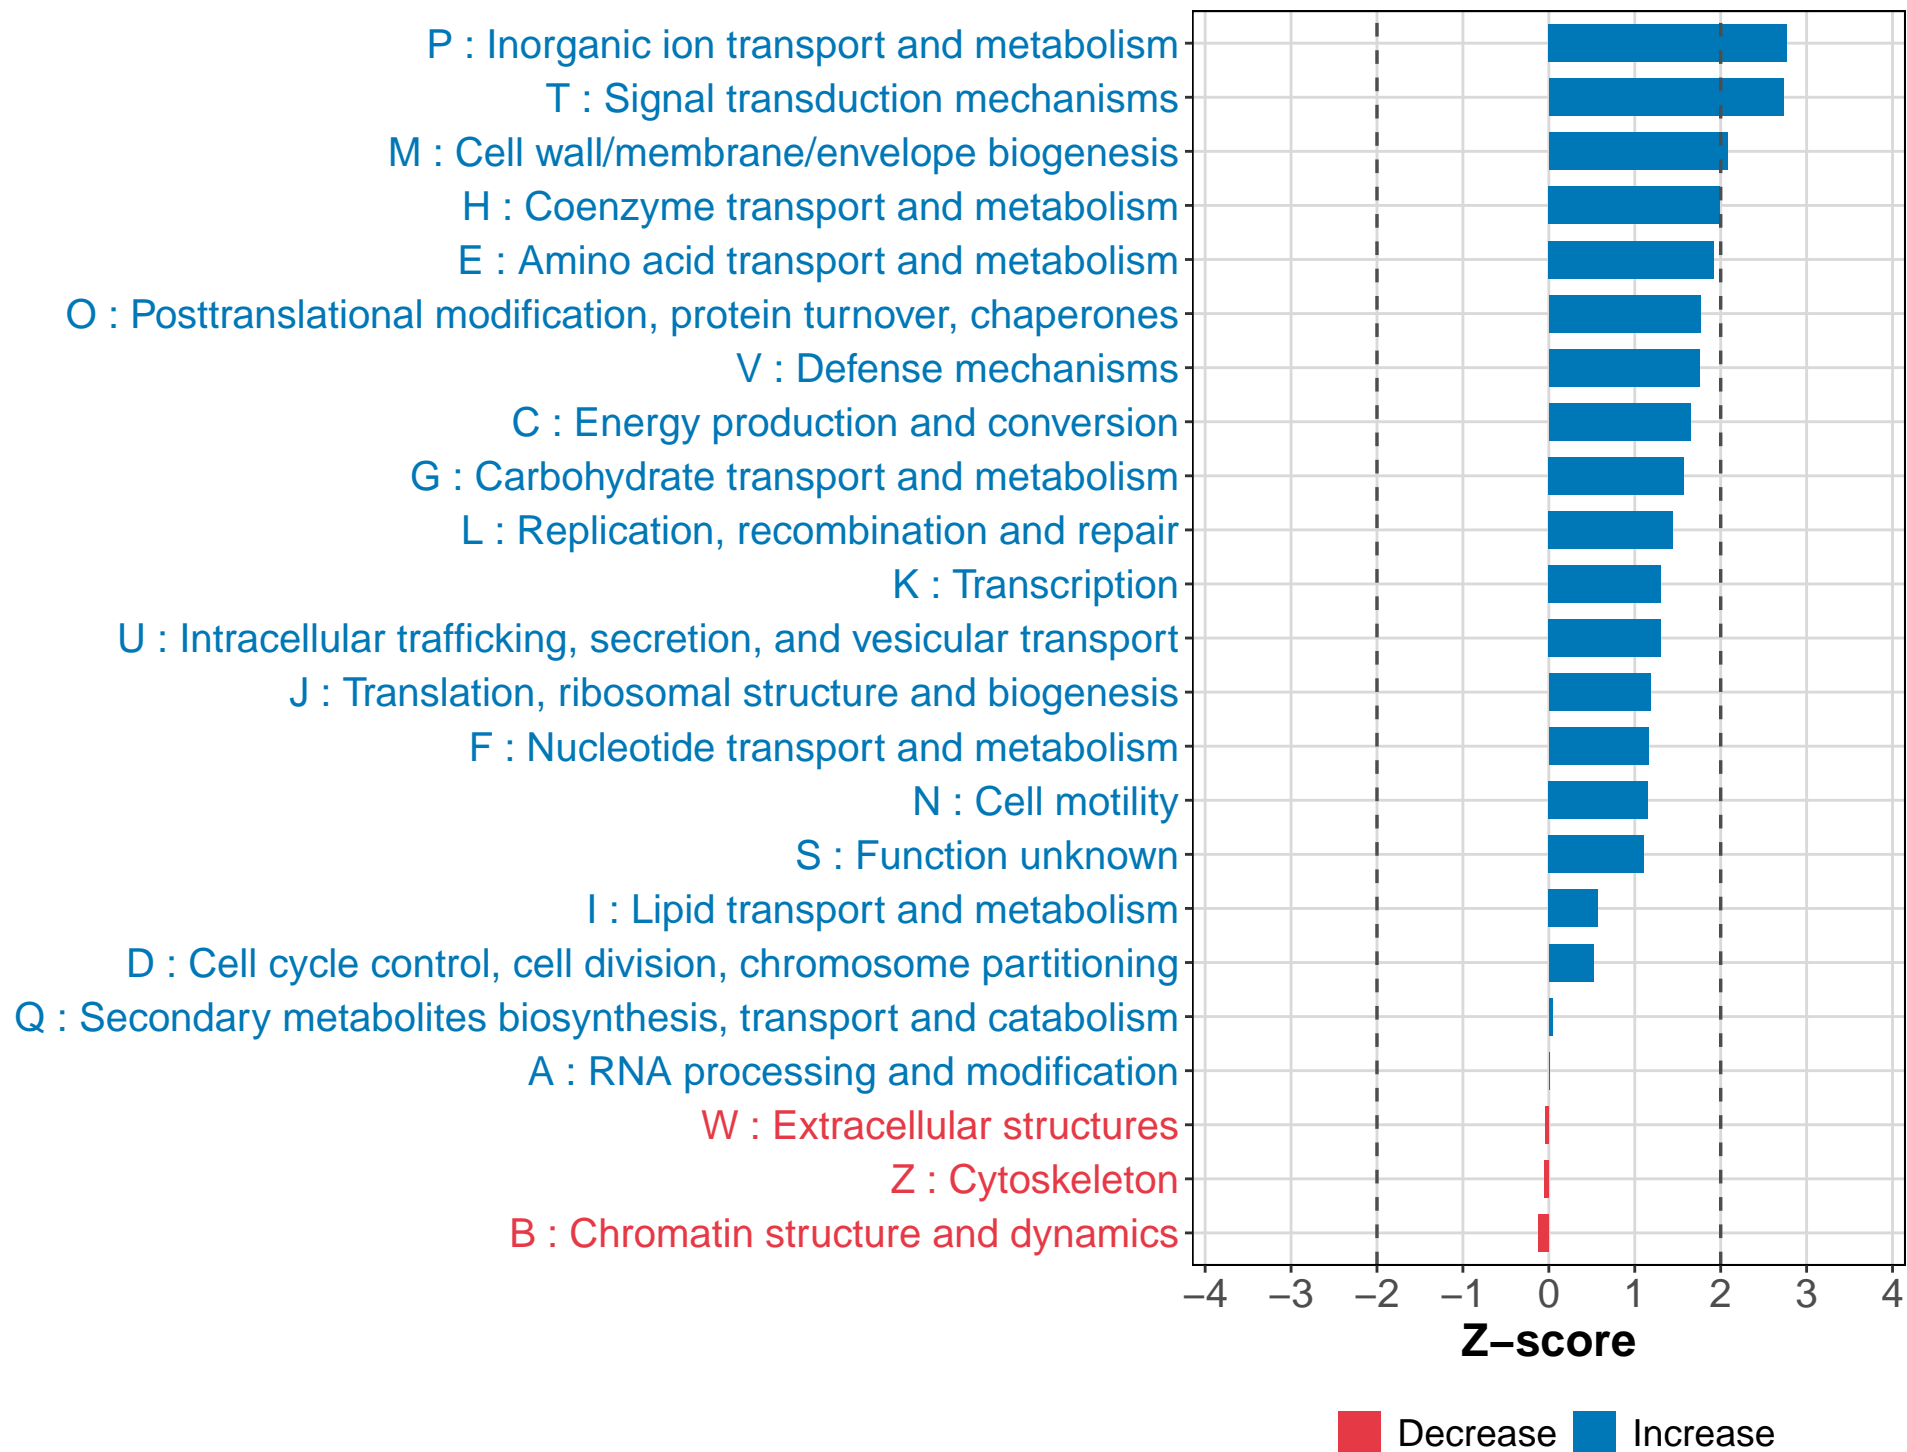 P : Inorganic ion transport and metabolism
T : Signal transduction mechanisms
M : Cell wall/membrane/envelope biogenesis
H : Coenzyme transport and metabolism
E : Amino acid transport and metabolism
O : Posttranslational modification, protein turnover, chaperones
V : Defense mechanisms
C : Energy production and conversion
G : Carbohydrate transport and metabolism
L : Replication, recombination and repair
K : Transcription
U : Intracellular trafficking, secretion, and vesicular transport
J : Translation, ribosomal structure and biogenesis
F : Nucleotide transport and metabolism
N : Cell motility
S : Function unknown
I : Lipid transport and metabolism
D : Cell cycle control, cell division, chromosome partitioning
Q : Secondary metabolites biosynthesis, transport and catabolism
A : RNA processing and modification
W : Extracellular structures
Z : Cytoskeleton
B : Chromatin structure and dynamics
−4 −3 −2 −1 0 1 2 3 4
Z−score
Decrease Increase